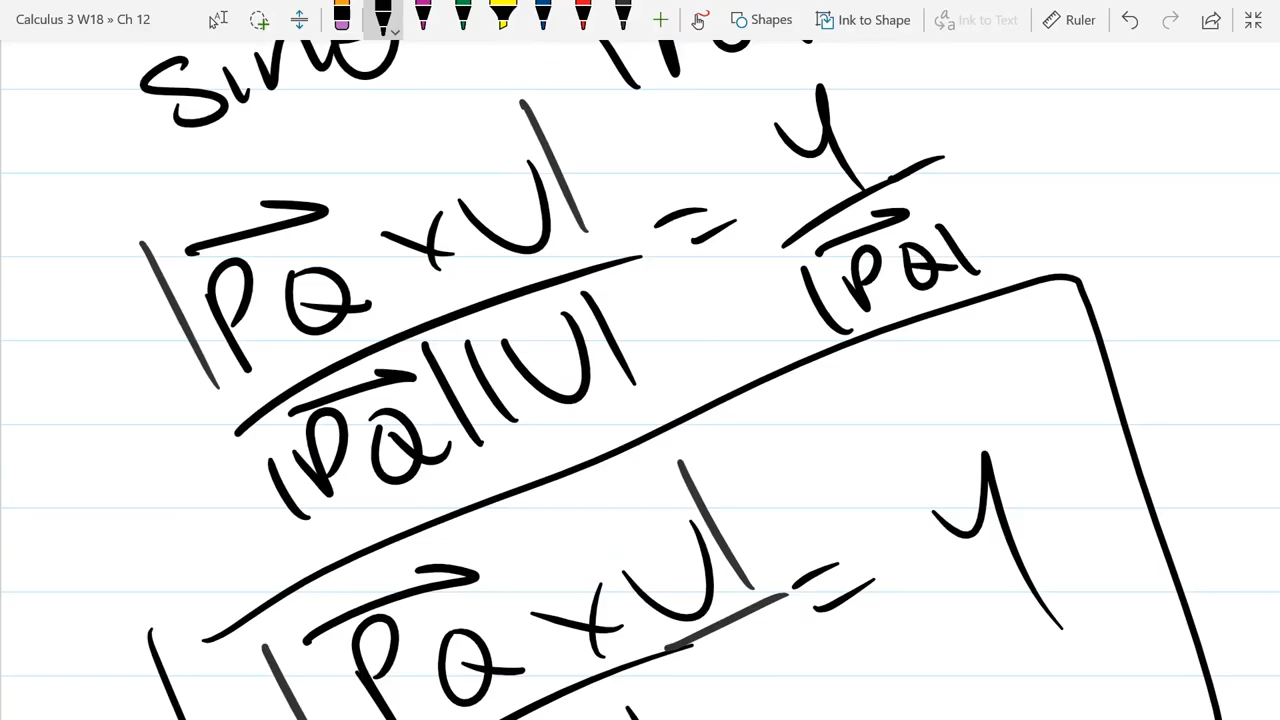 Calculus 3 W18 » Ch 12
Shapes
Ink to Shape
Ink to Text
Ruler
sine
|PQ × U| / |PQ||U| = y / |PQ|
|PQ × U| = y